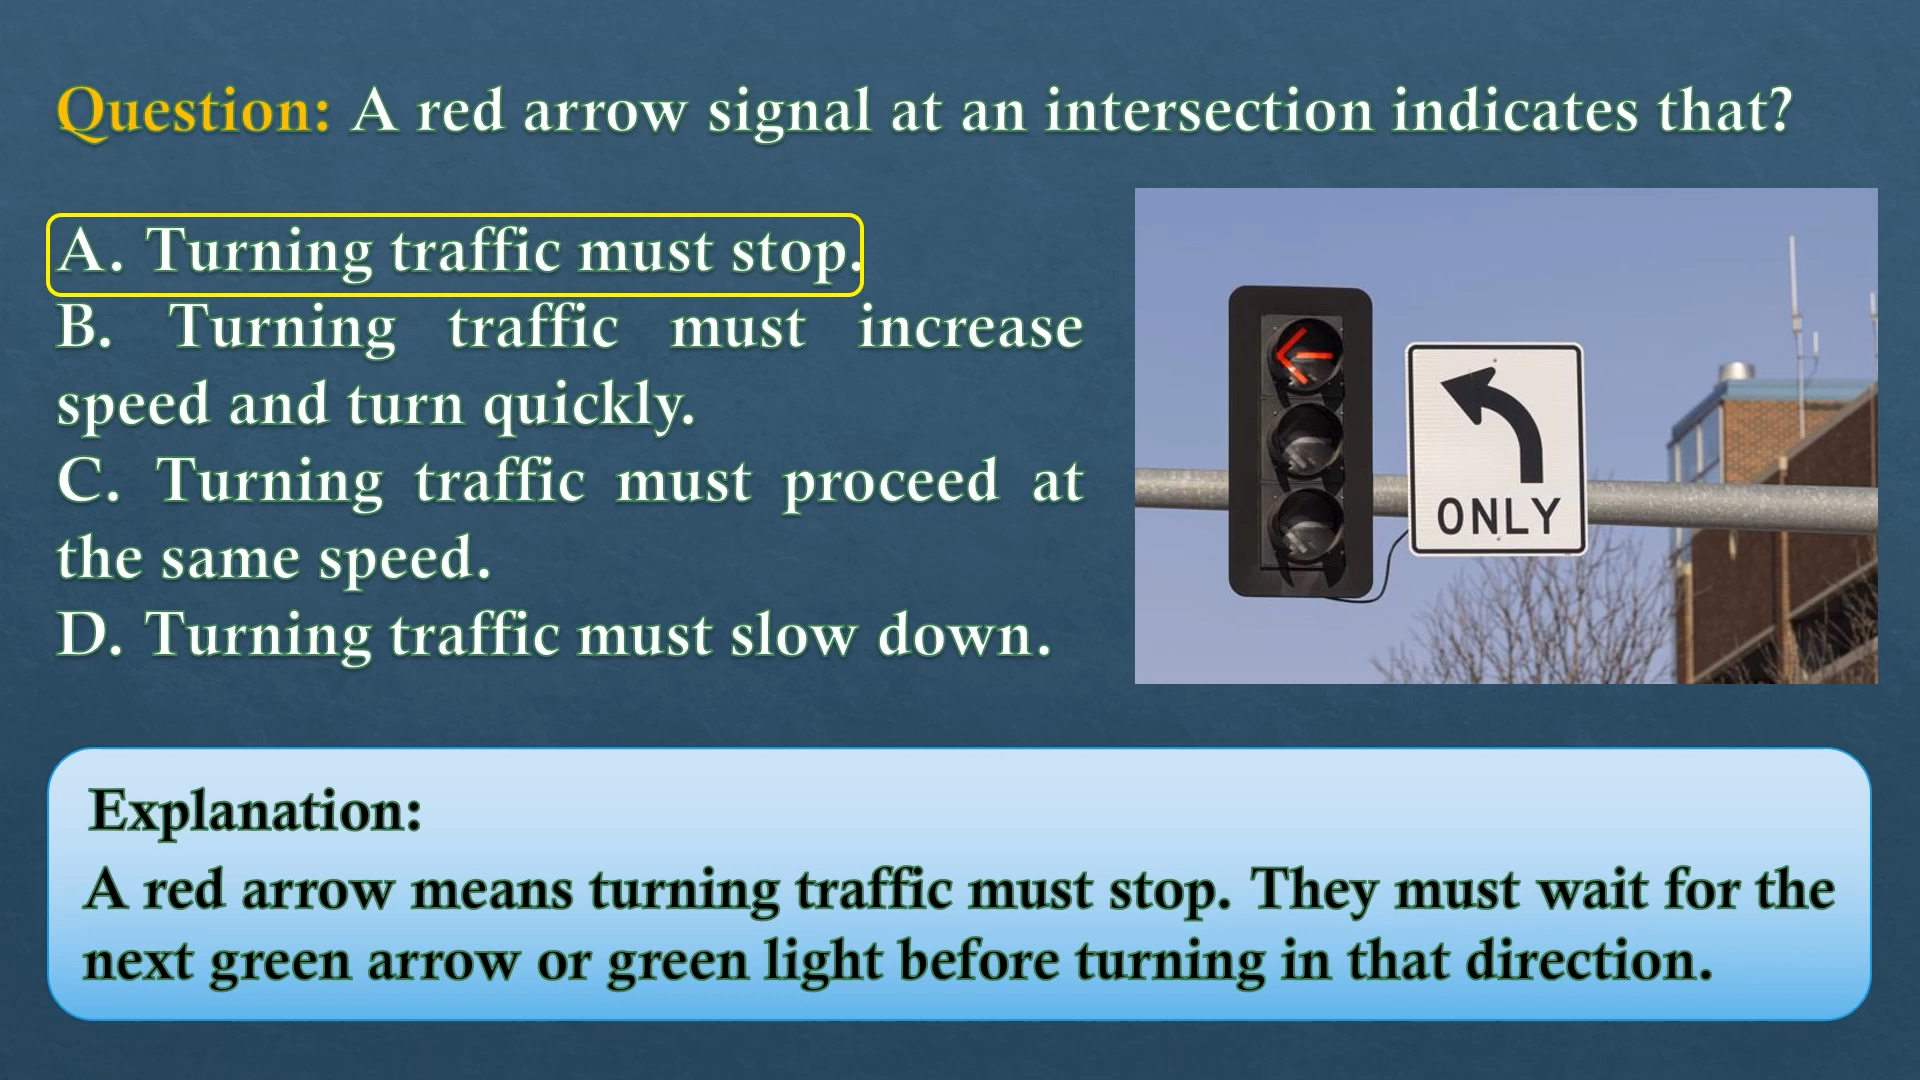 Question: A red arrow signal at an intersection indicates that?
A. Turning traffic must stop.
B. Turning traffic must increase
speed and turn quickly.
C. Turning traffic must proceed at
the same speed.
D. Turning traffic must slow down.
ONLY
Explanation:
A red arrow means turning traffic must stop. They must wait for the
next green arrow or green light before turning in that direction.